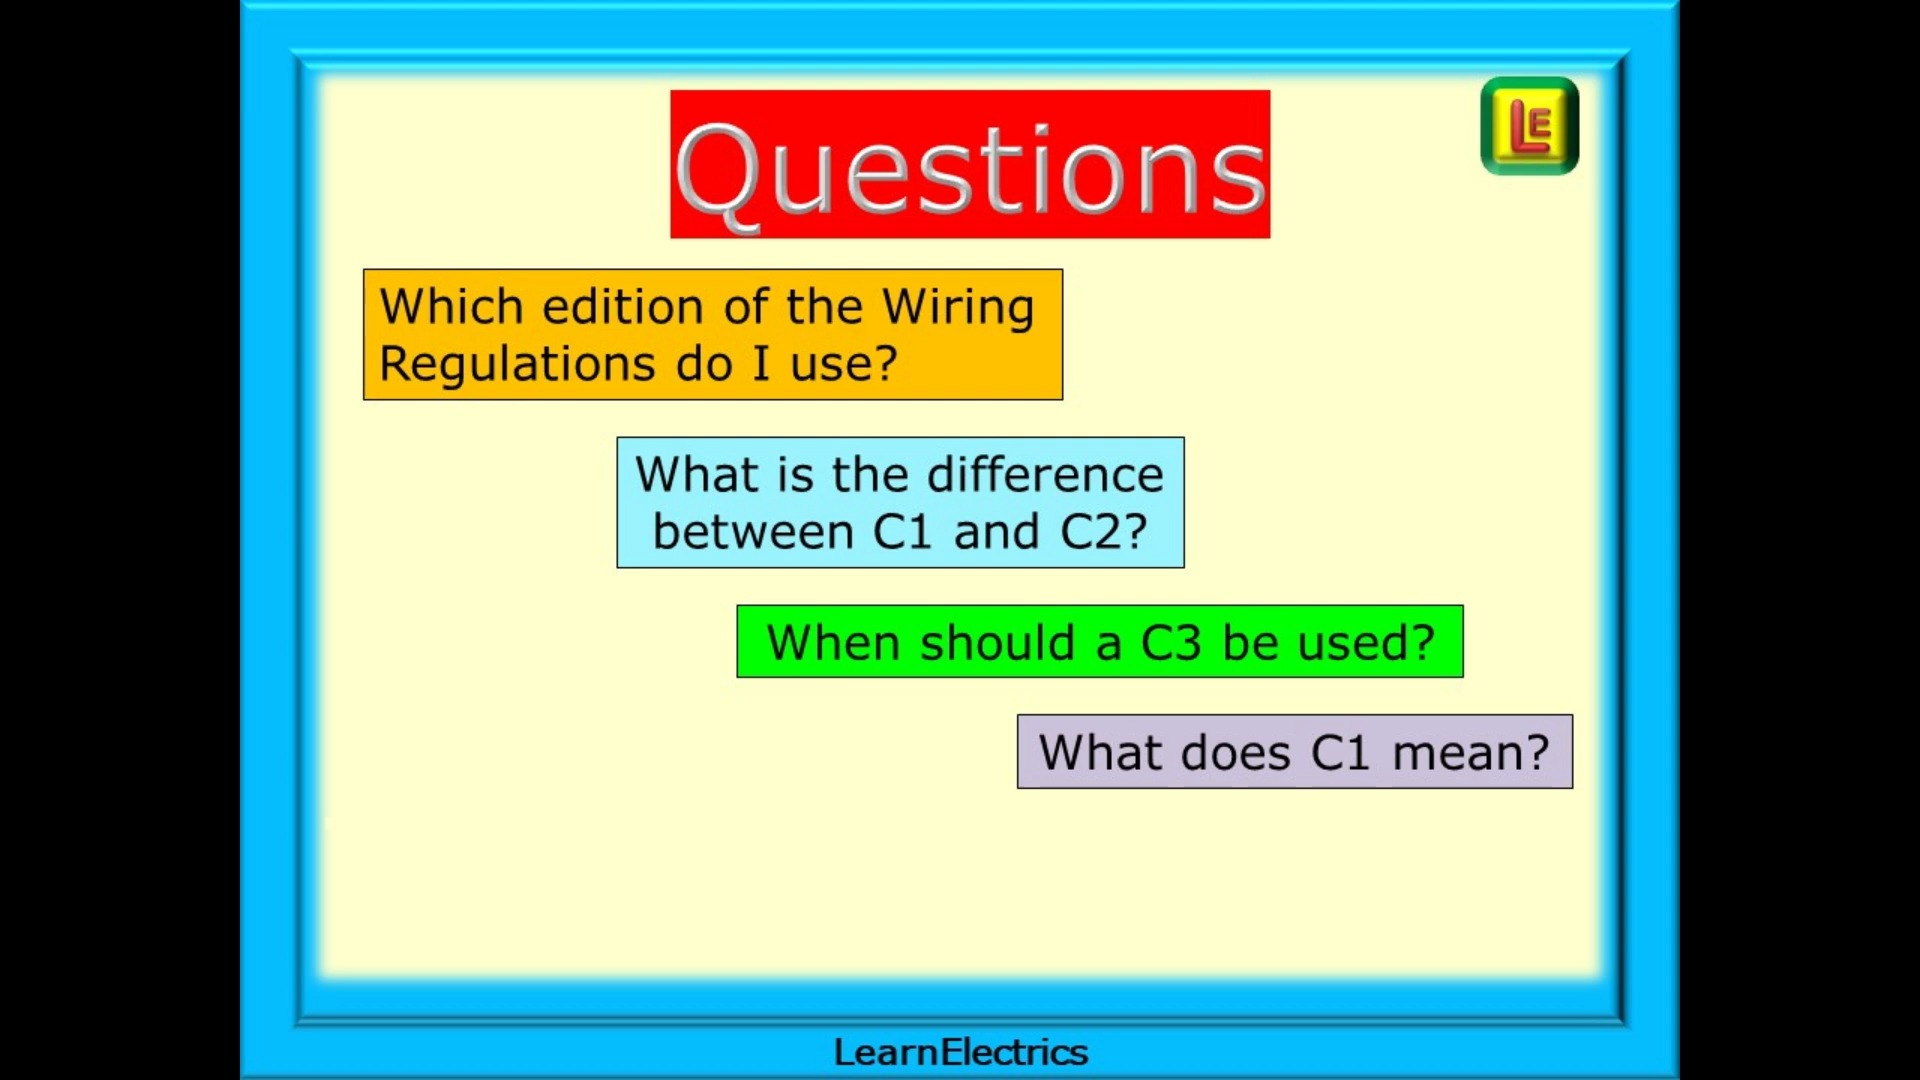 Questions
LE
Which edition of the Wiring
Regulations do I use?
What is the difference
between C1 and C2?
When should a C3 be used?
What does C1 mean?
LearnElectrics